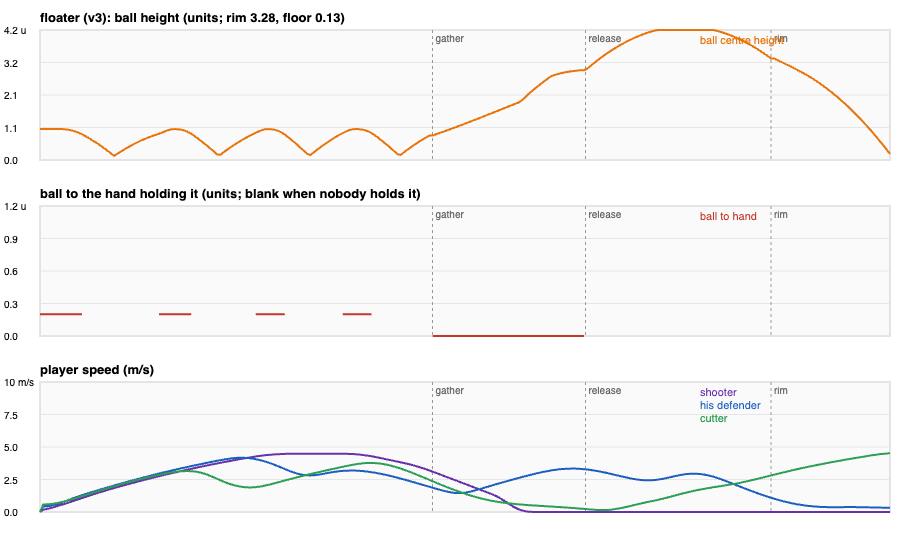 floater (v3): ball height (units; rim 3.28, floor 0.13)
4.2 u
gather
release
ball centre height
rim
3.2
2.1
1.1
0.0
ball to the hand holding it (units; blank when nobody holds it)
1.2 u
gather
release
ball to hand
rim
0.9
0.6
0.3
0.0
player speed (m/s)
10 m/s
gather
release
shooter
rim
his defender
7.5
cutter
5.0
2.5
0.0